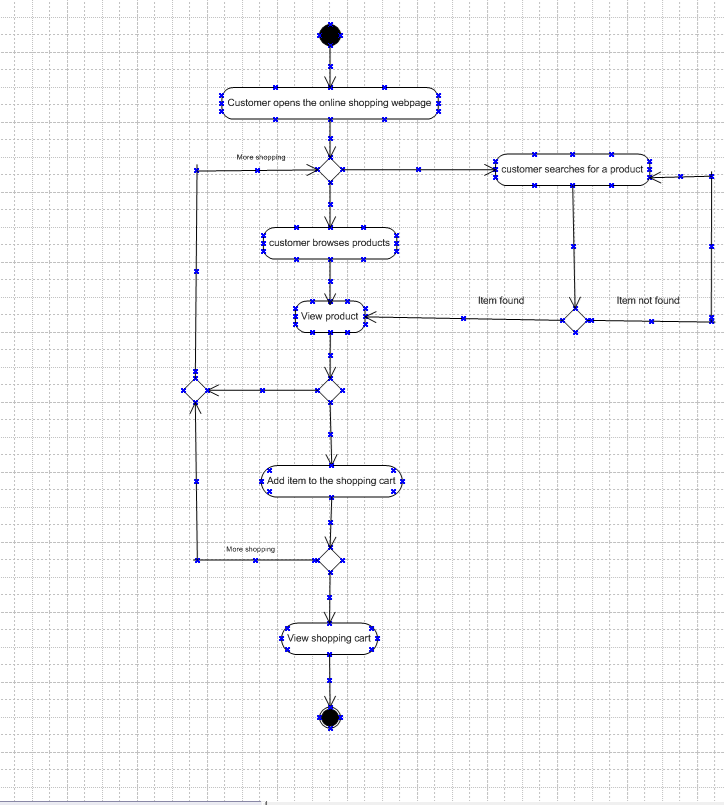 Customer opens the online shopping webpage
More shopping
customer searches for a product
customer browses products
Item found
Item not found
View product
Add item to the shopping cart
More shopping
View shopping cart